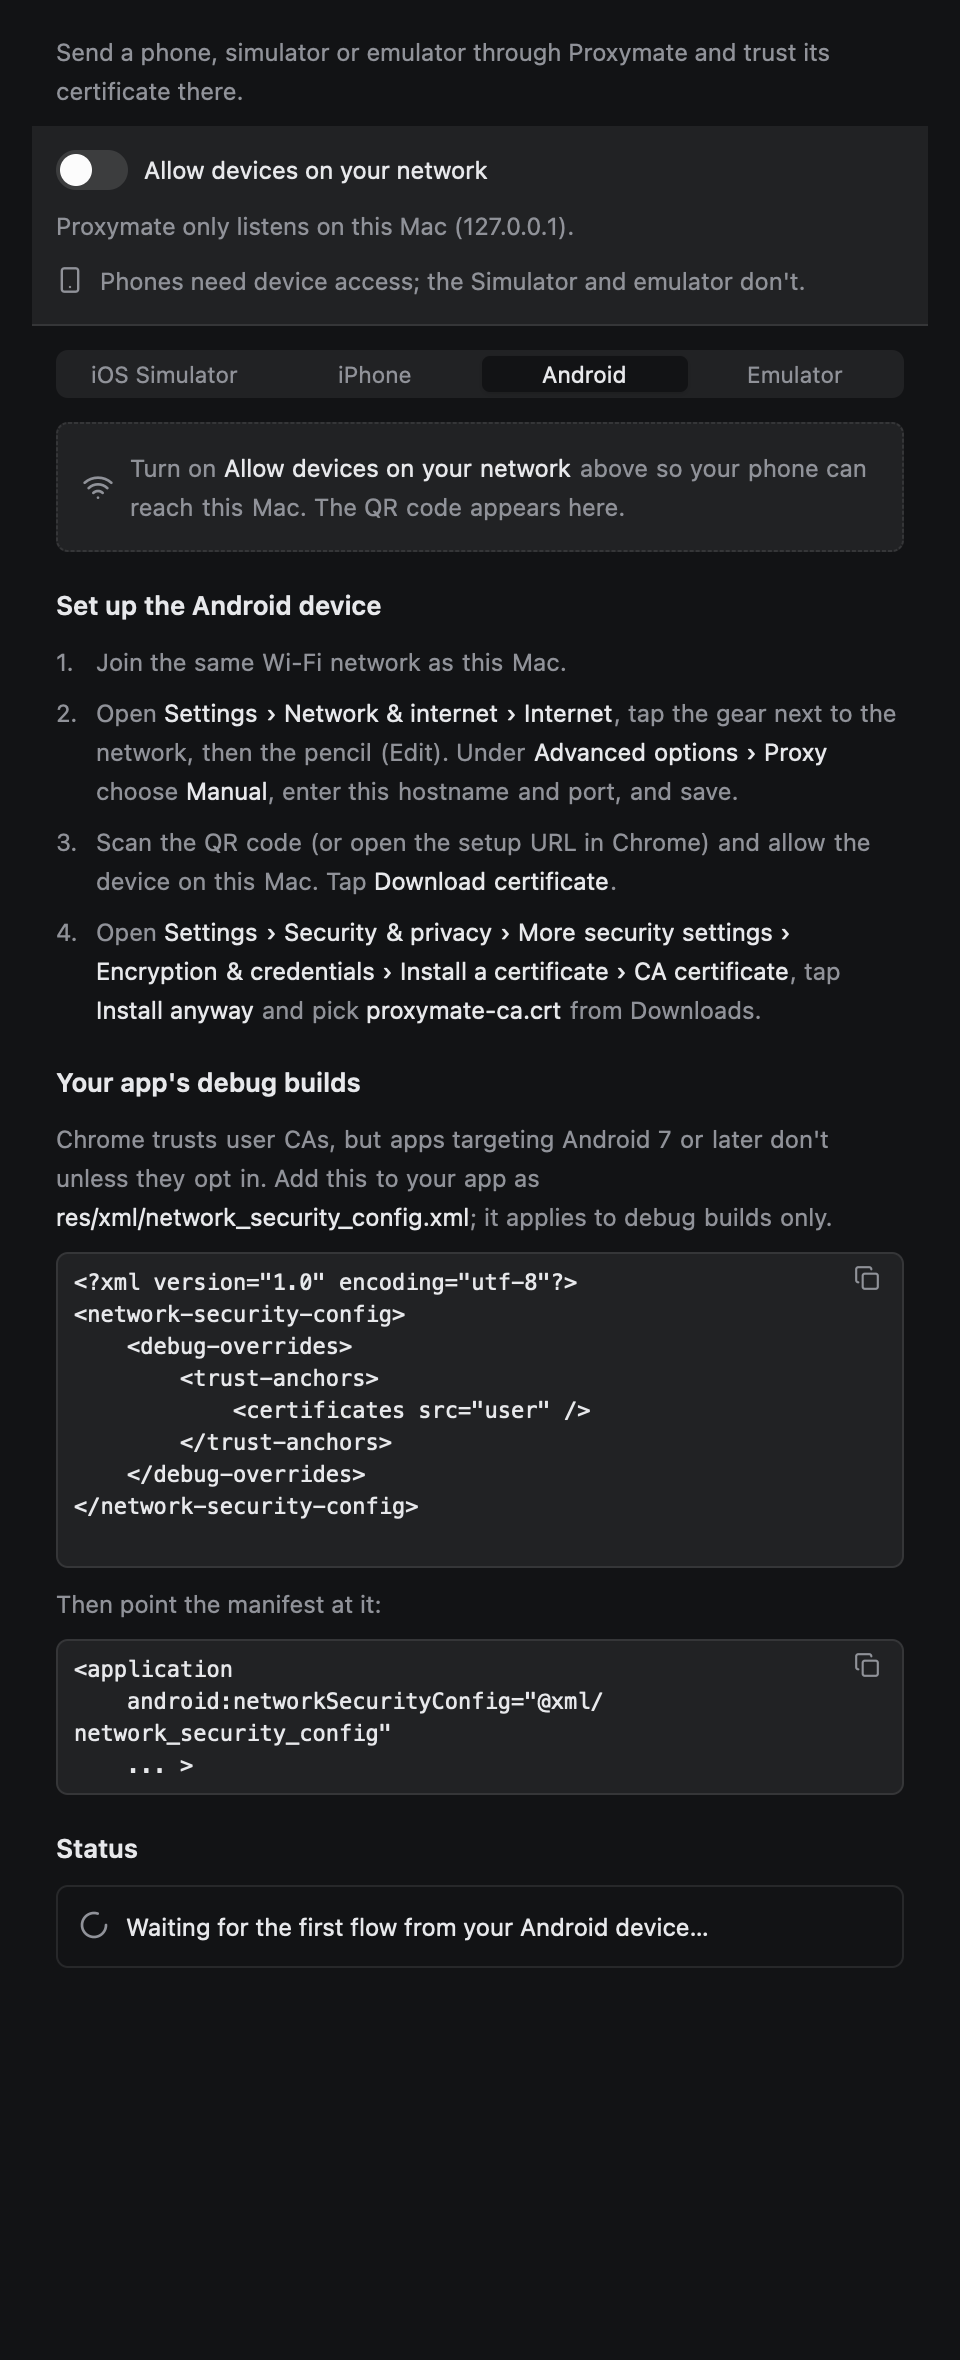 Send a phone, simulator or emulator through Proxymate and trust its
certificate there.
Allow devices on your network
Proxymate only listens on this Mac (127.0.0.1).
Phones need device access; the Simulator and emulator don't.
iOS Simulator
iPhone
Android
Emulator
Turn on Allow devices on your network above so your phone can
reach this Mac. The QR code appears here.
Set up the Android device
1. Join the same Wi-Fi network as this Mac.
2. Open Settings › Network & internet › Internet, tap the gear next to the
network, then the pencil (Edit). Under Advanced options › Proxy
choose Manual, enter this hostname and port, and save.
3. Scan the QR code (or open the setup URL in Chrome) and allow the
device on this Mac. Tap Download certificate.
4. Open Settings › Security & privacy › More security settings ›
Encryption & credentials › Install a certificate › CA certificate, tap
Install anyway and pick proxymate-ca.crt from Downloads.
Your app's debug builds
Chrome trusts user CAs, but apps targeting Android 7 or later don't
unless they opt in. Add this to your app as
res/xml/network_security_config.xml; it applies to debug builds only.
<?xml version="1.0" encoding="utf-8"?>
<network-security-config>
    <debug-overrides>
        <trust-anchors>
            <certificates src="user" />
        </trust-anchors>
    </debug-overrides>
</network-security-config>
Then point the manifest at it:
<application
    android:networkSecurityConfig="@xml/
network_security_config"
    ... >
Status
Waiting for the first flow from your Android device...